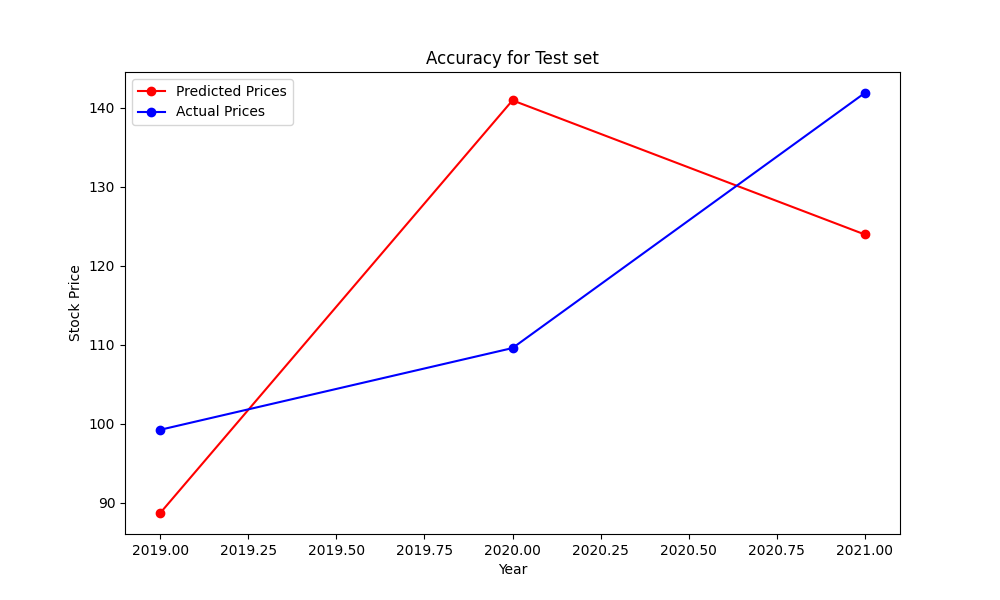 Accuracy for Test set
Predicted Prices
Actual Prices
140
130
120
110
100
90
Stock Price
2019.00 2019.25 2019.50 2019.75 2020.00 2020.25 2020.50 2020.75 2021.00
Year